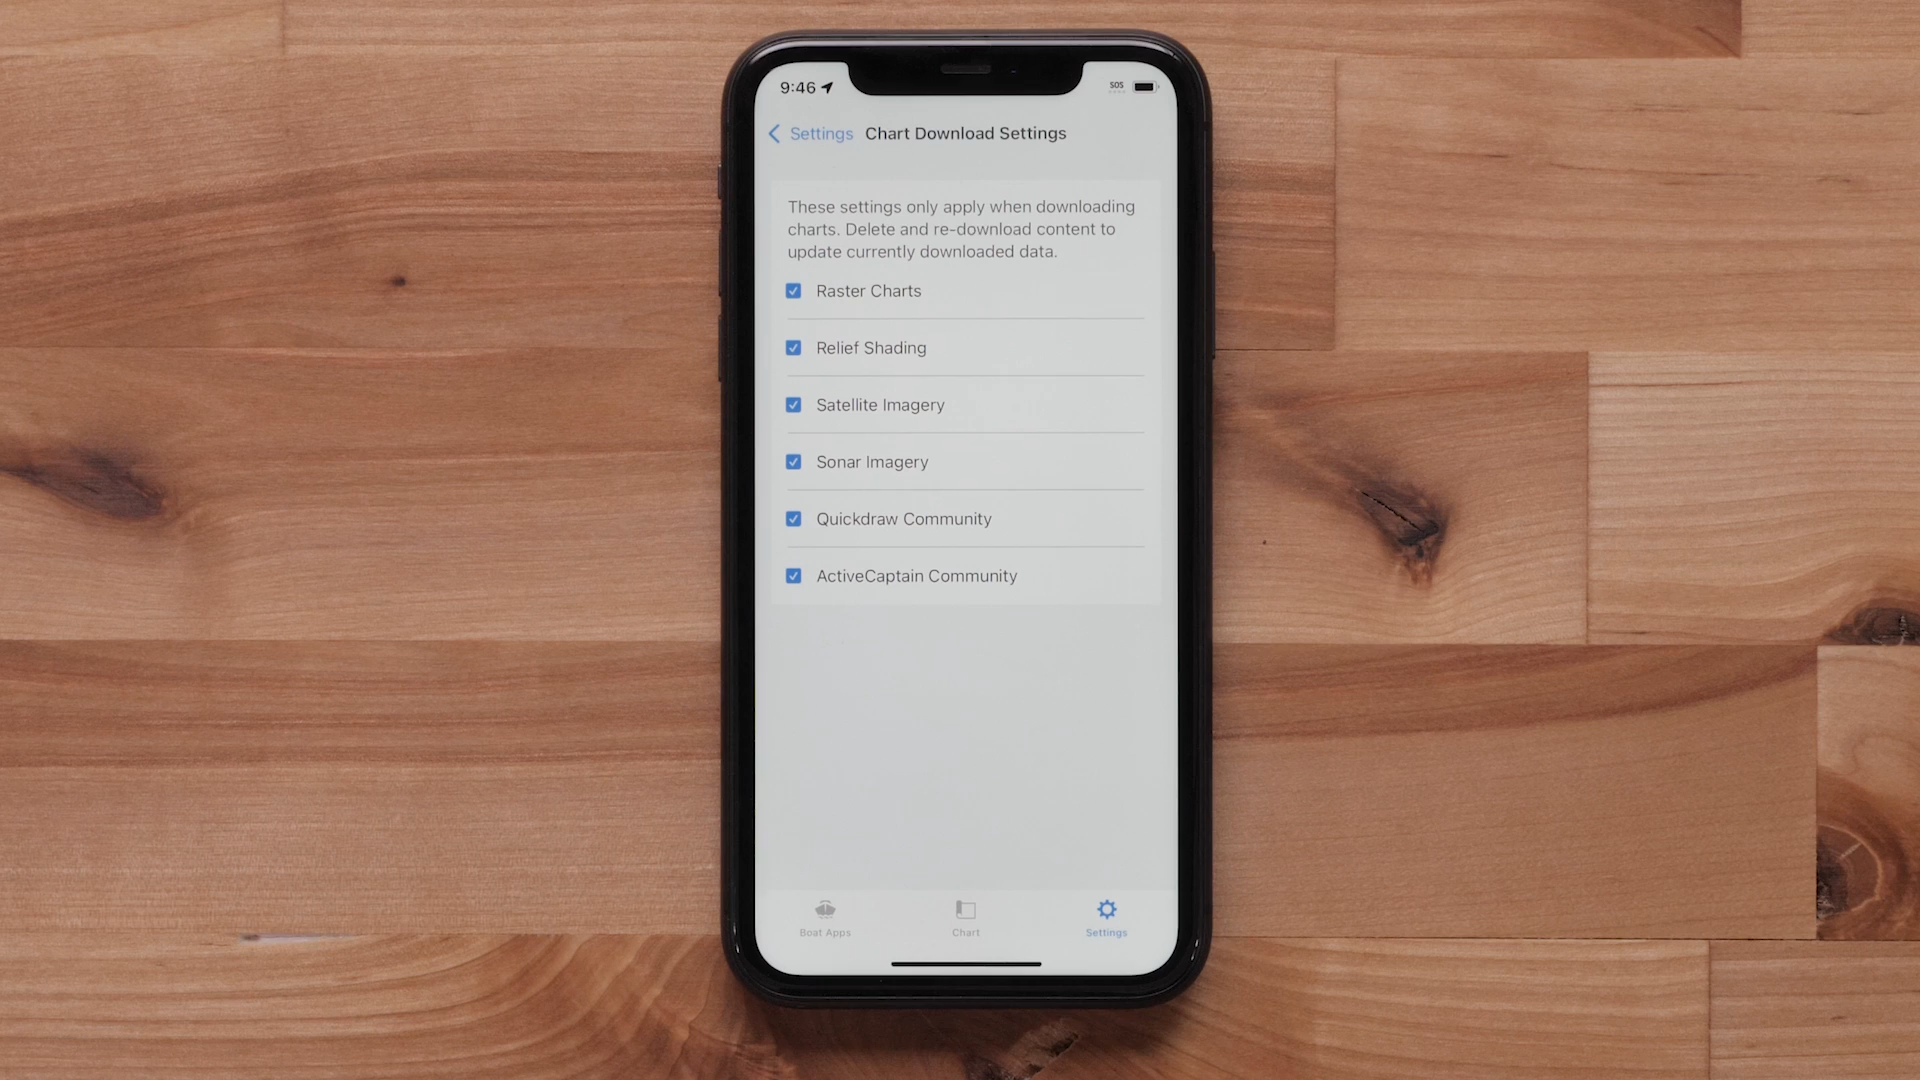 9:46
SOS
Settings Chart Download Settings
These settings only apply when downloading
charts. Delete and re-download content to
update currently downloaded data.
Raster Charts
Relief Shading
Satellite Imagery
Sonar Imagery
Quickdraw Community
ActiveCaptain Community
Boat Apps Chart Settings